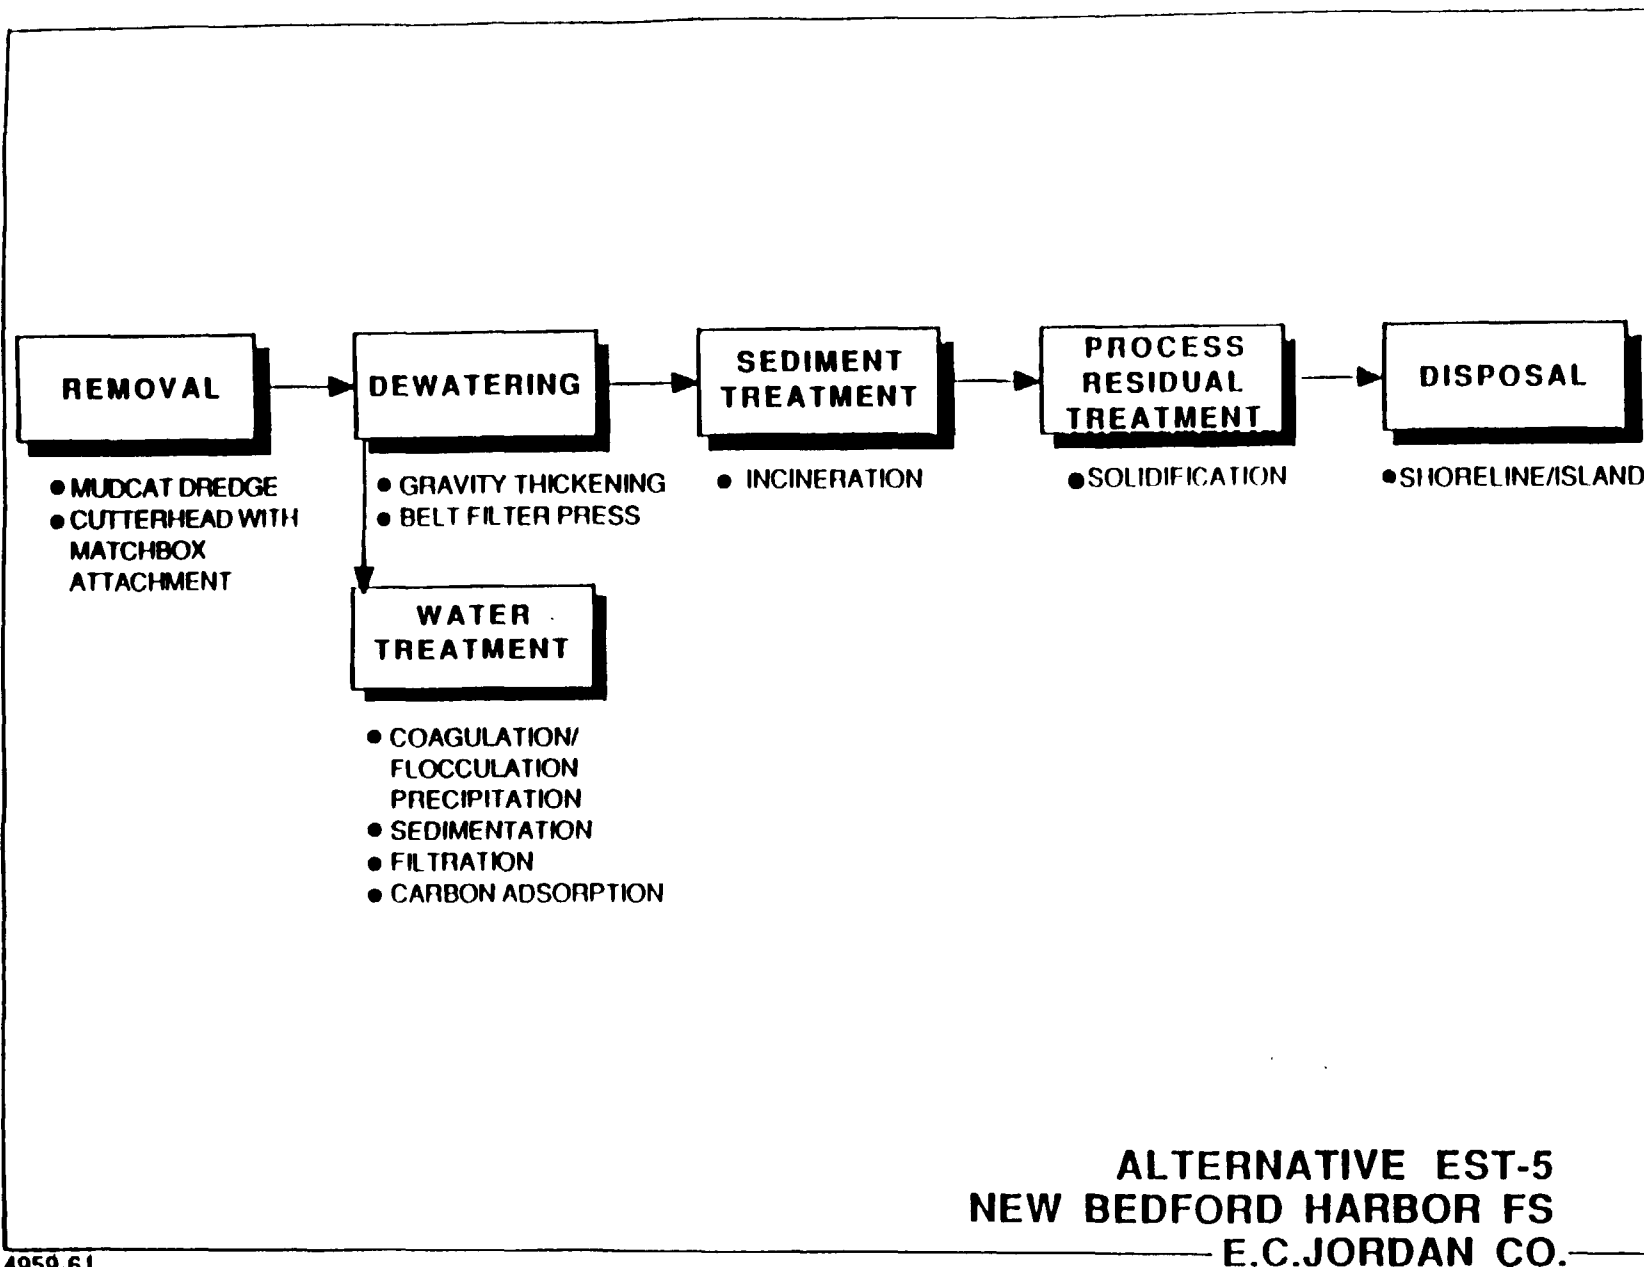 REMOVAL
● MUDCAT DREDGE
● CUTTERHEAD WITH
MATCHBOX
ATTACHMENT
DEWATERING
● GRAVITY THICKENING
● BELT FILTER PRESS
WATER
TREATMENT
● COAGULATION/
FLOCCULATION
PRECIPITATION
● SEDIMENTATION
● FILTRATION
● CARBON ADSORPTION
SEDIMENT
TREATMENT
● INCINERATION
PROCESS
RESIDUAL
TREATMENT
● SOLIDIFICATION
DISPOSAL
● SHORELINE/ISLAND
ALTERNATIVE EST-5
NEW BEDFORD HARBOR FS
E.C.JORDAN CO.
4959 61